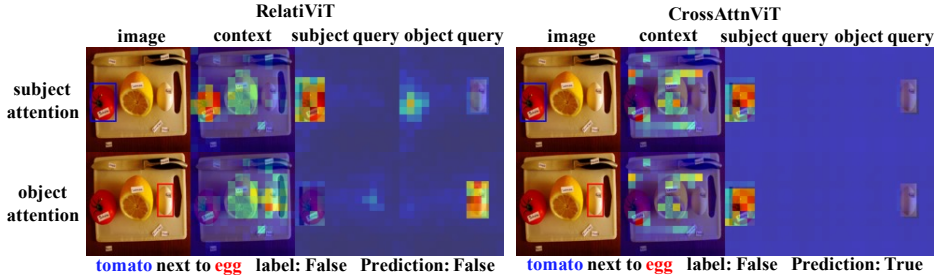 RelatiViT
CrossAttnViT
image context subject query object query
image context subject query object query
subject attention
object attention
tomato next to egg label: False Prediction: False
tomato next to egg label: False Prediction: True